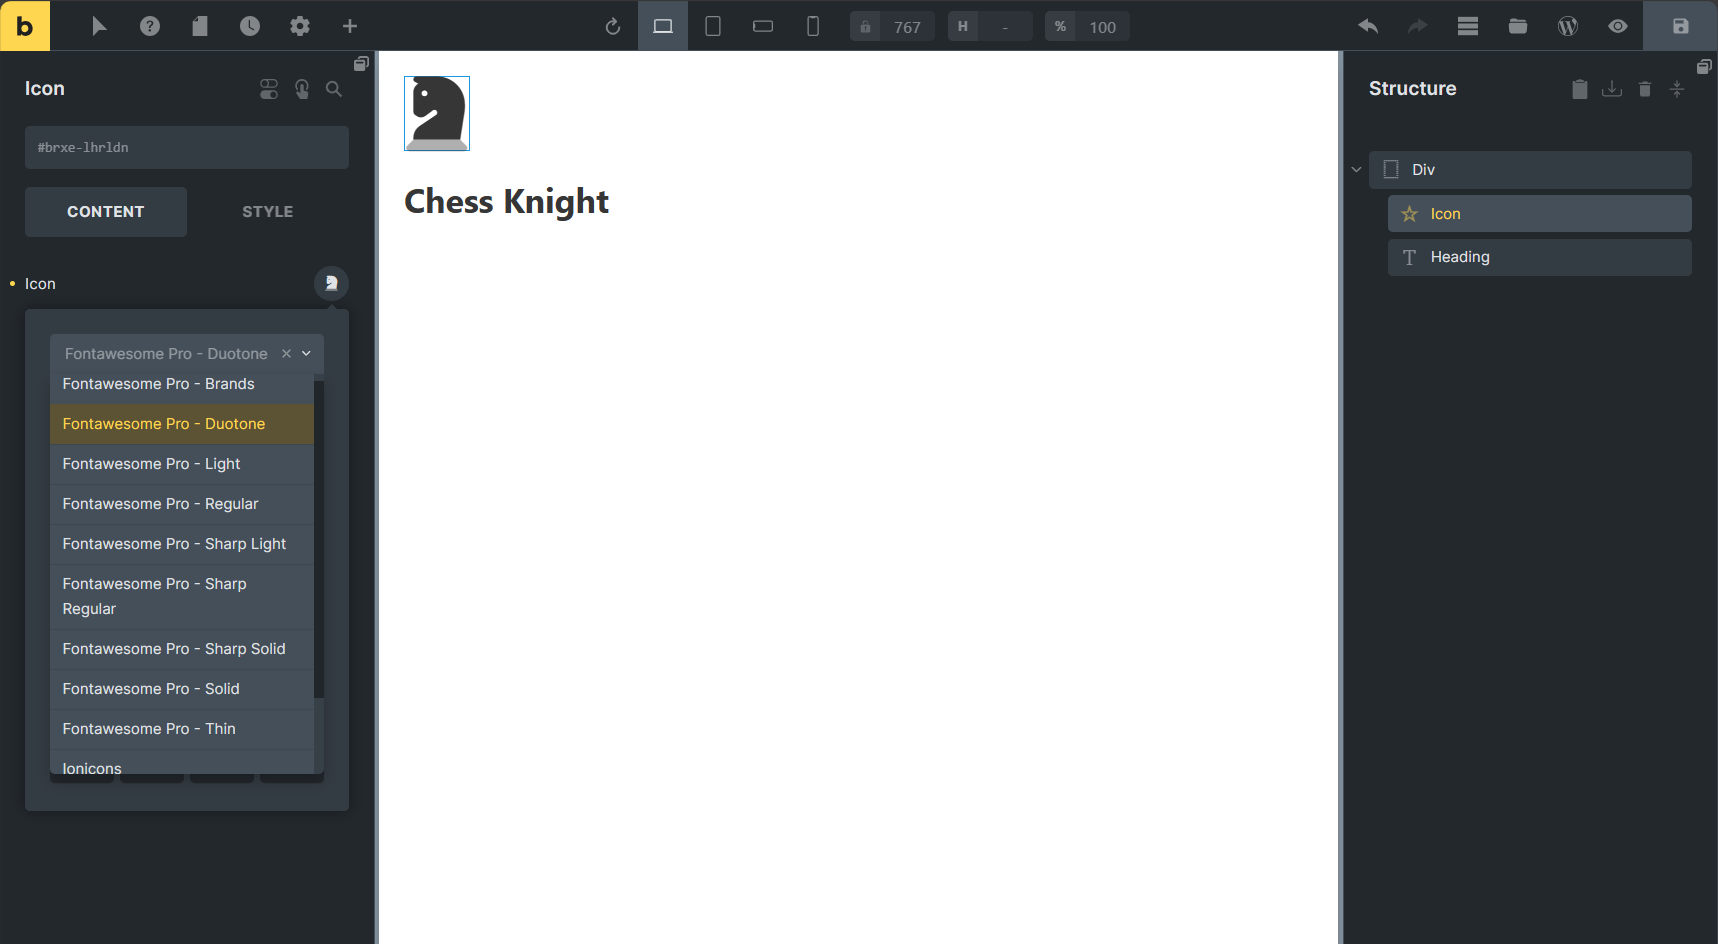 b
?
767
H
-
%
100
Icon
#brxe-lhrldn
CONTENT
STYLE
Icon
Fontawesome Pro - Duotone
Fontawesome Pro - Brands
Fontawesome Pro - Duotone
Fontawesome Pro - Light
Fontawesome Pro - Regular
Fontawesome Pro - Sharp Light
Fontawesome Pro - Sharp
Regular
Fontawesome Pro - Sharp Solid
Fontawesome Pro - Solid
Fontawesome Pro - Thin
Ionicons
Chess Knight
Structure
Div
Icon
T
Heading